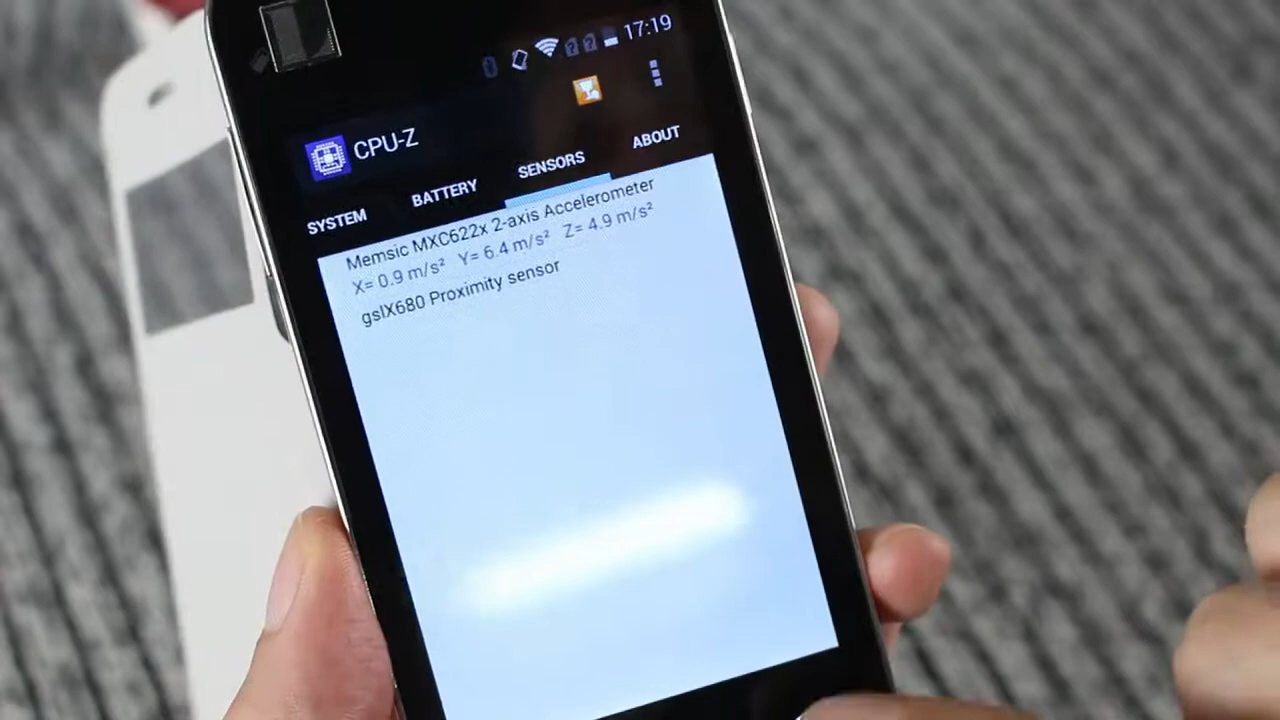 17:19
CPU-Z
SYSTEM BATTERY SENSORS ABOUT
Memsic MXC622x 2-axis Accelerometer
X= 0.9 m/s² Y= 6.4 m/s² Z= 4.9 m/s²
gslX680 Proximity sensor